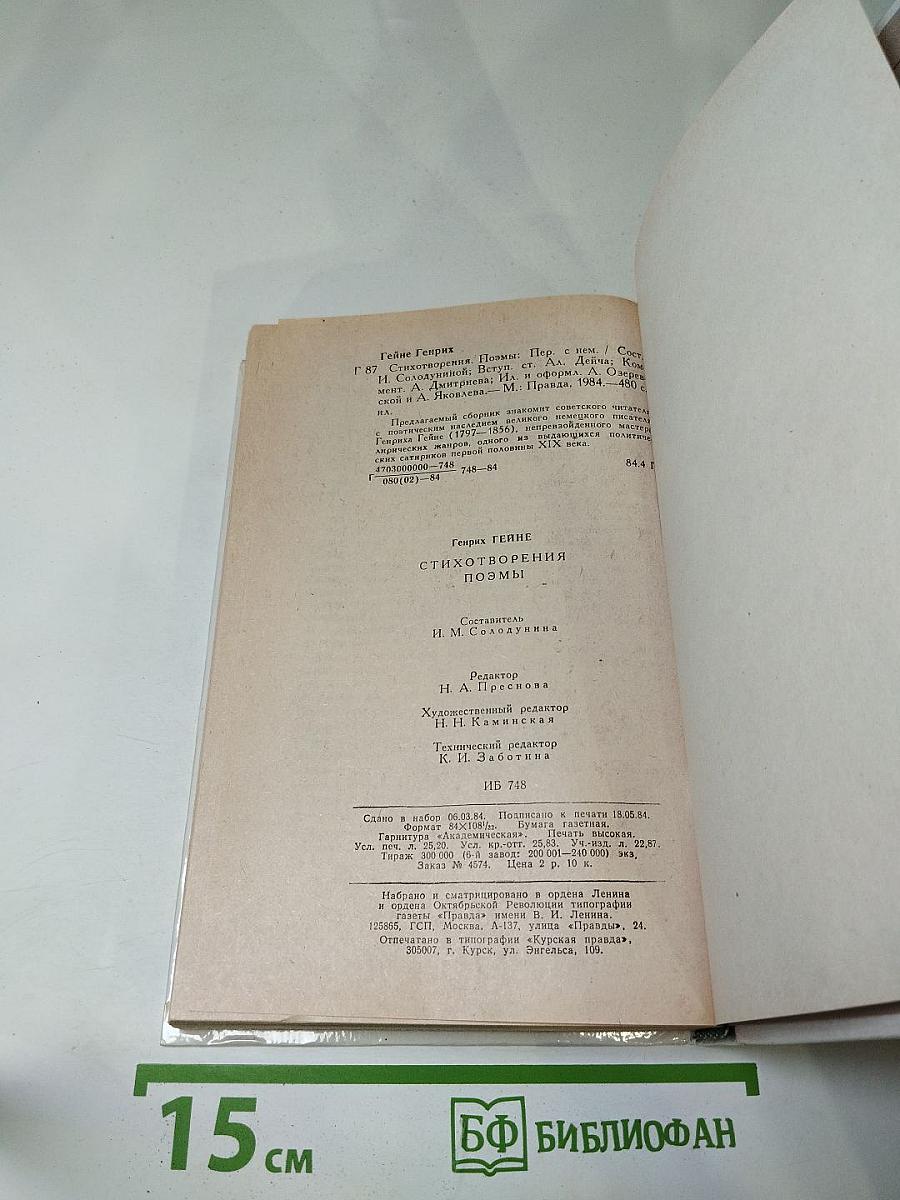 Гейне Генрих
Г 87 Стихотворения. Поэмы: Пер. с нем. / Сост.
И. Солодуниной; Вступ. ст. Ал. Дейча; Ком
мент. А. Дмитриева; Ил. и оформл. А. Озерев
ской и А. Яковлева.— М.: Правда, 1984.—480 с.
ил.
Предлагаемый сборник знакомит советского читателя
с поэтическим наследием великого немецкого писателя
Генриха Гейне (1797—1856), непревзойденного мастера
лирических жанров, одного из выдающихся политиче
ских сатириков первой половины XIX века.
Г 4703000000—748 748—84 84.4 Г
080(02)—84
Генрих ГЕЙНЕ
СТИХОТВОРЕНИЯ
ПОЭМЫ
Составитель
И. М. Солодунина
Редактор
Н. А. Преснова
Художественный редактор
Н. Н. Каминская
Технический редактор
К. И. Заботина
ИБ 748
Сдано в набор 06.03.84. Подписано к печати 18.05.84.
Формат 84×108¹/₃₂. Бумага газетная.
Гарнитура «Академическая». Печать высокая.
Усл. печ. л. 25,20. Усл. кр.-отт. 25,83. Уч.-изд. л. 22,87.
Тираж 300 000 (6-й завод: 200 001—240 000) экз.
Заказ № 4574. Цена 2 р. 10 к.
Набрано и сматрицировано в ордена Ленина
и ордена Октябрьской Революции типографии
газеты «Правда» имени В. И. Ленина.
125865, ГСП, Москва, А-137, улица «Правды», 24.
Отпечатано в типографии «Курская правда»,
305007, г. Курск, ул. Энгельса, 109.
15 см
БФ БИБЛИОФАН